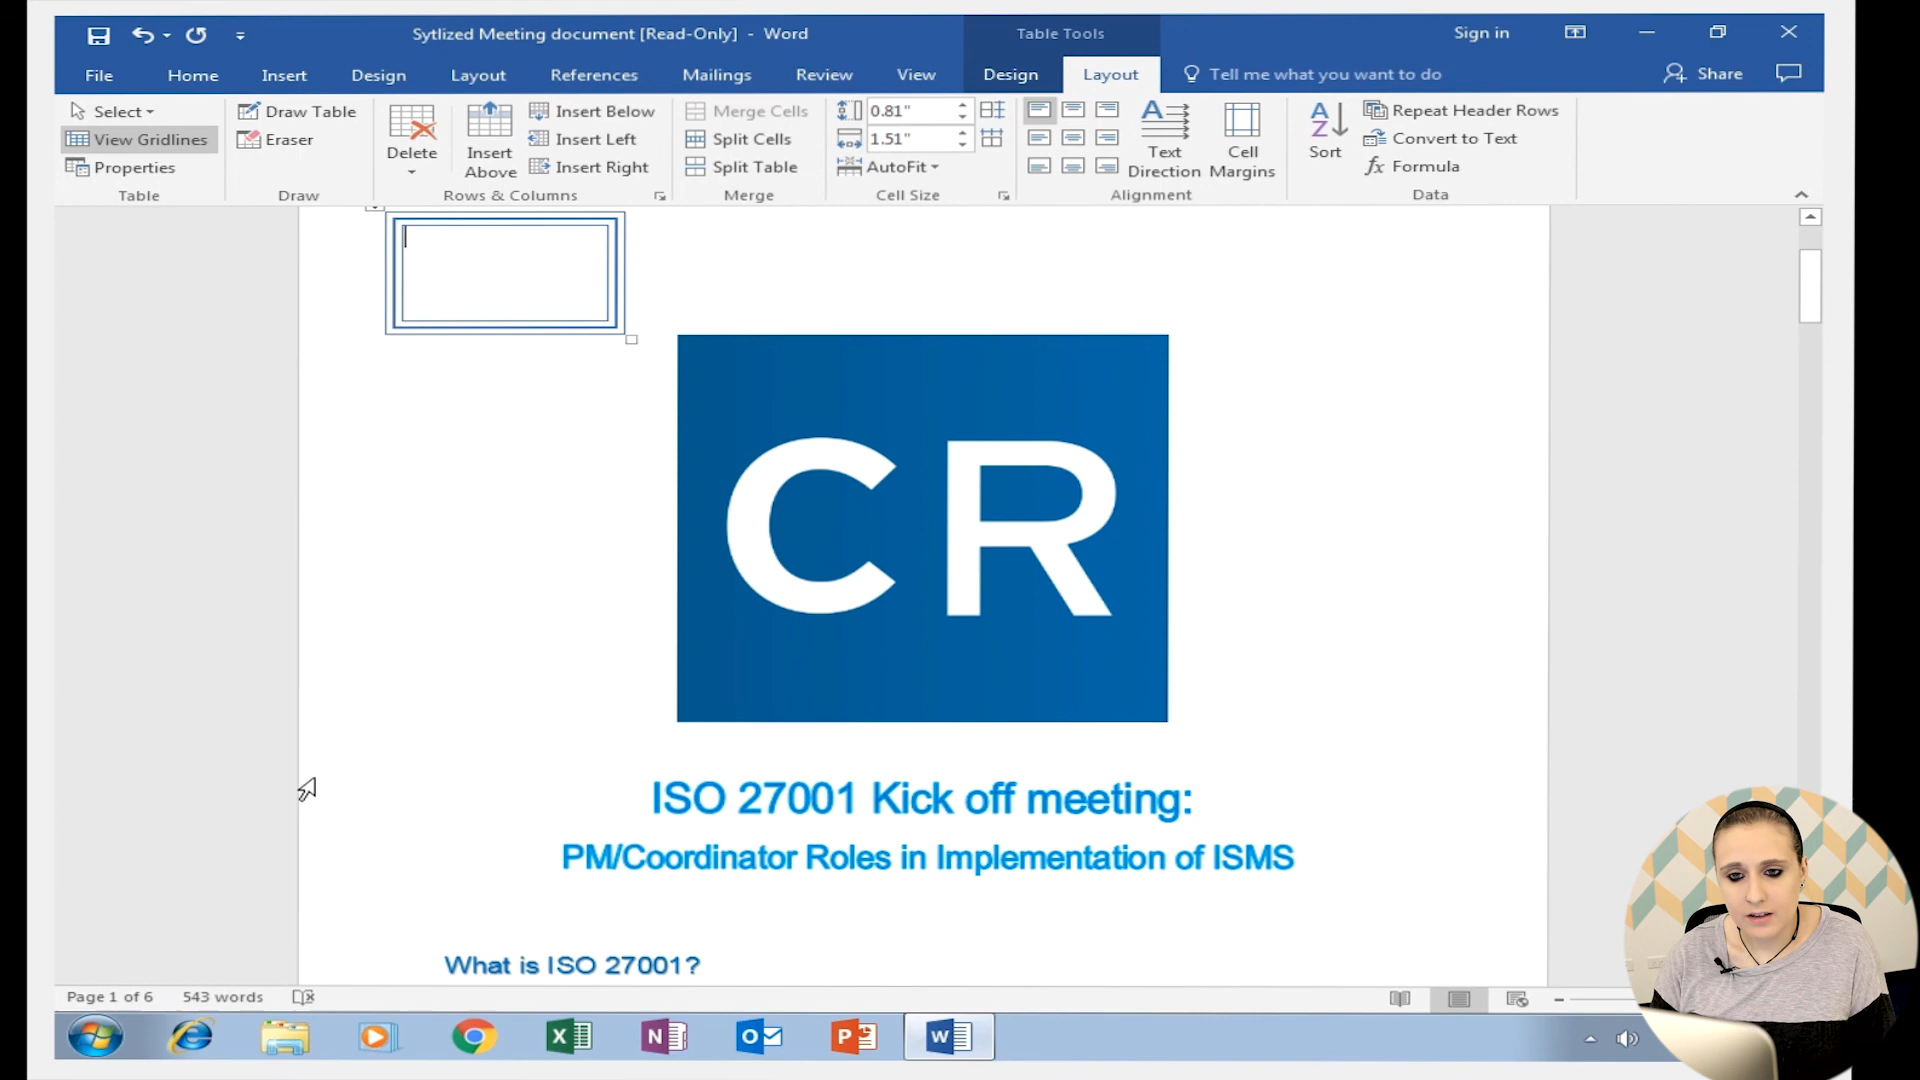 Sytlized Meeting document [Read-Only] - Word
Table Tools
Sign in
File Home Insert Design Layout References Mailings Review View Design Layout Tell me what you want to do Share
Select Draw Table Delete Insert Above Insert Below Merge Cells 0.81" Text Direction Cell Margins Sort Repeat Header Rows
View Gridlines Eraser Insert Left Split Cells 1.51" Convert to Text
Properties Insert Right Split Table AutoFit Formula
Table Draw Rows & Columns Merge Cell Size Alignment Data
CR
ISO 27001 Kick off meeting:
PM/Coordinator Roles in Implementation of ISMS
What is ISO 27001?
Page 1 of 6 543 words